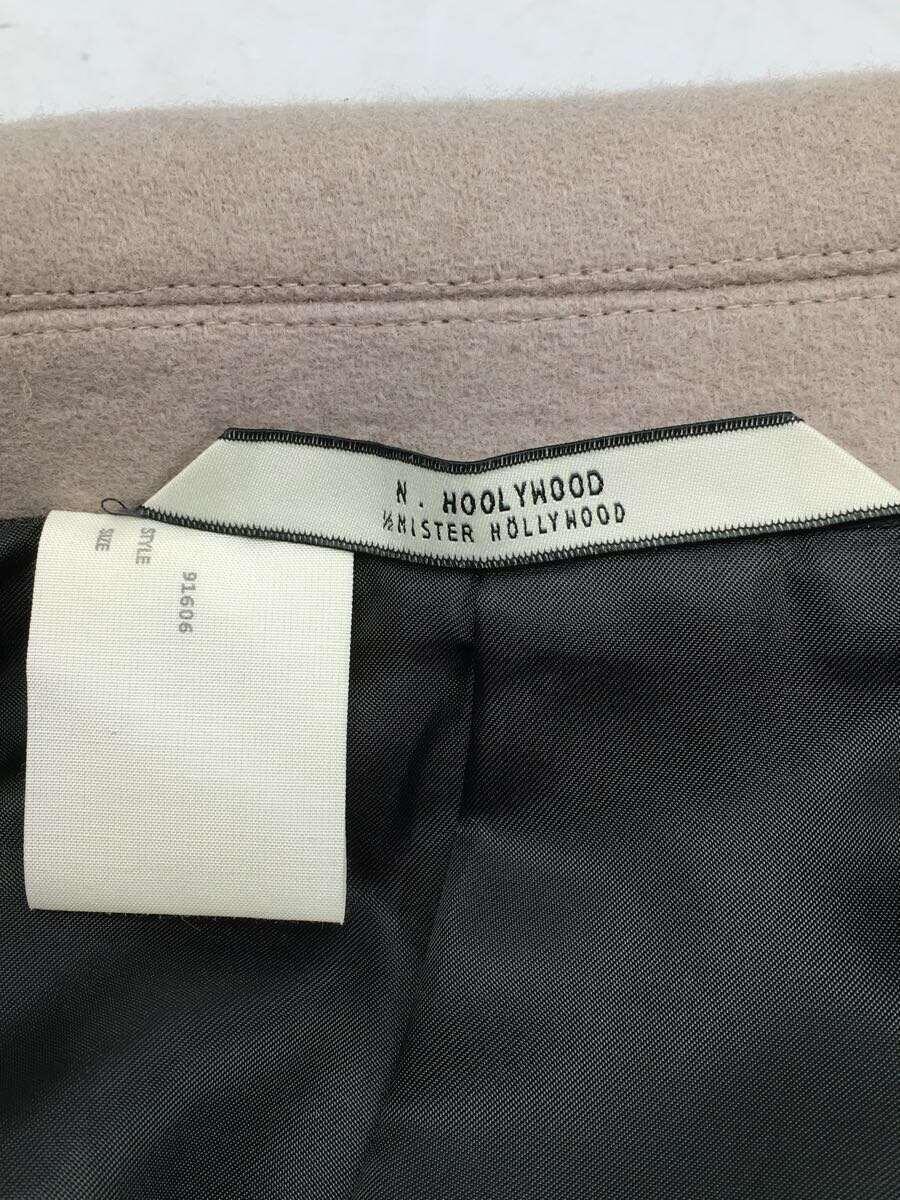 N. HOOLYWOOD
½MISTER HÖLLYWOOD
STYLE 91606
SIZE